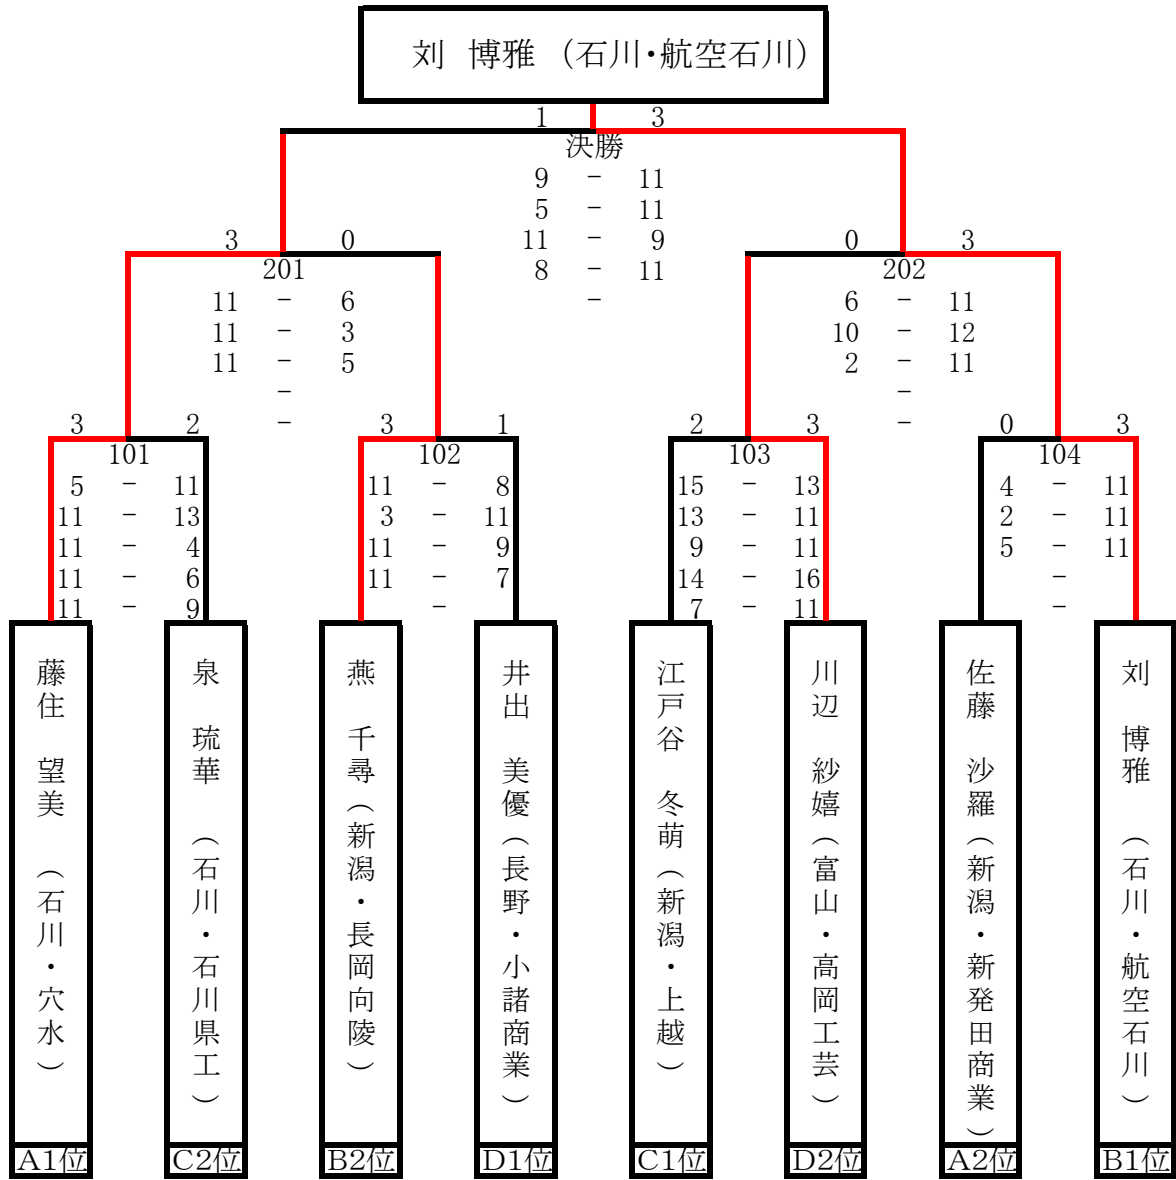 刘 博雅 （石川・航空石川）
1 3
決勝
9 - 11
5 - 11
11 - 9
8 - 11
-
3 0
201
11 - 6
11 - 3
11 - 5
-
-
0 3
202
6 - 11
10 - 12
2 - 11
-
-
3 2
101
5 - 11
11 - 13
11 - 4
11 - 6
11 - 9
3 1
102
11 - 8
3 - 11
11 - 9
11 - 7
-
2 3
103
15 - 13
13 - 11
9 - 11
14 - 16
7 - 11
0 3
104
4 - 11
2 - 11
5 - 11
-
-
藤住 望美 （石川・穴水）
A1位
泉 琉華 （石川・石川県工）
C2位
燕 千尋（新潟・長岡向陵）
B2位
井出 美優（長野・小諸商業）
D1位
江戸谷 冬萌（新潟・上越）
C1位
川辺 紗嬉（富山・高岡工芸）
D2位
佐藤 沙羅（新潟・新発田商業）
A2位
刘 博雅 （石川・航空石川）
B1位